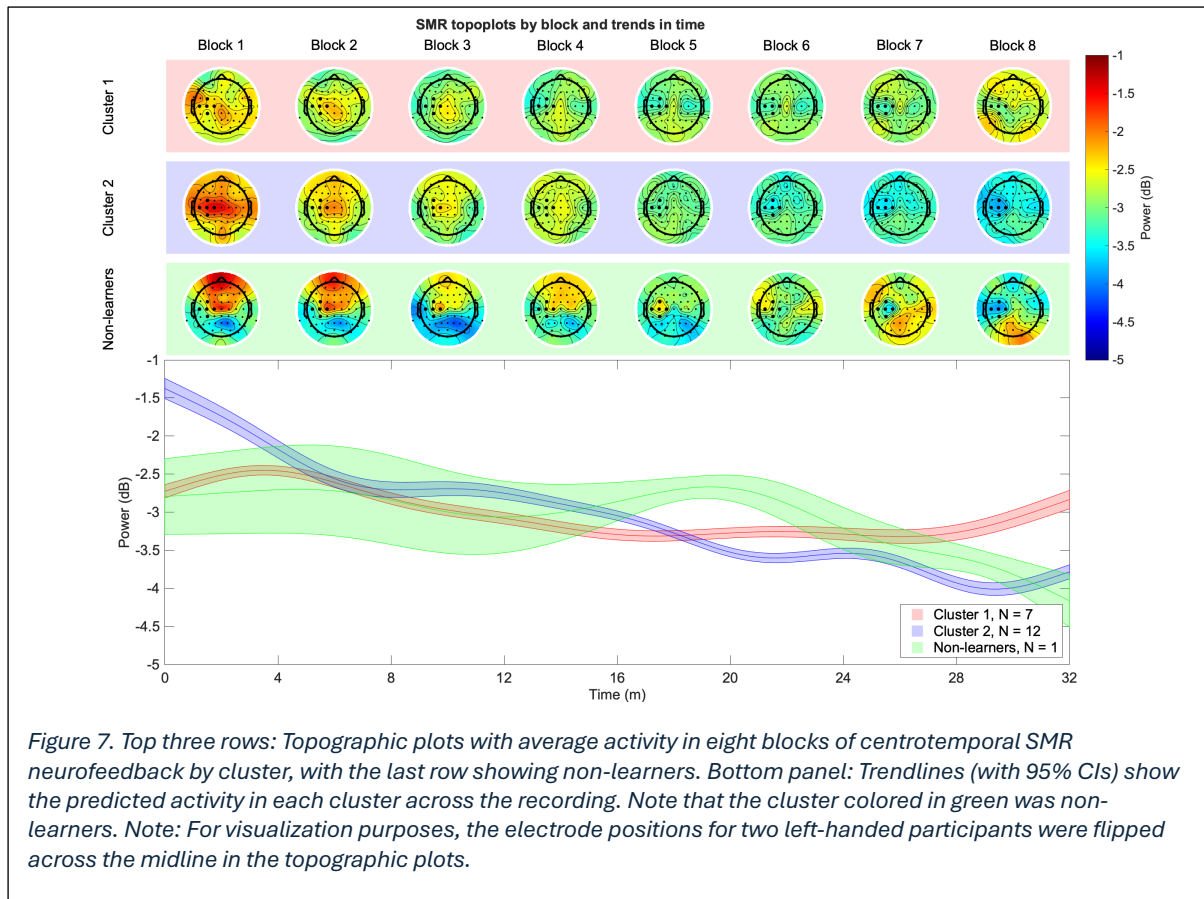 SMR topoplots by block and trends in time
Block 1 Block 2 Block 3 Block 4 Block 5 Block 6 Block 7 Block 8
Cluster 1
Cluster 2
Non-learners
-1
-1.5
-2
-2.5
-3
-3.5
-4
-4.5
-5
Power (dB)
-1
-1.5
-2
-2.5
-3
-3.5
-4
-4.5
-5
Power (dB)
0 4 8 12 16 20 24 28 32
Time (m)
Cluster 1, N = 7
Cluster 2, N = 12
Non-learners, N = 1
Figure 7. Top three rows: Topographic plots with average activity in eight blocks of centrotemporal SMR
neurofeedback by cluster, with the last row showing non-learners. Bottom panel: Trendlines (with 95% CIs) show
the predicted activity in each cluster across the recording. Note that the cluster colored in green was non-
learners. Note: For visualization purposes, the electrode positions for two left-handed participants were flipped
across the midline in the topographic plots.